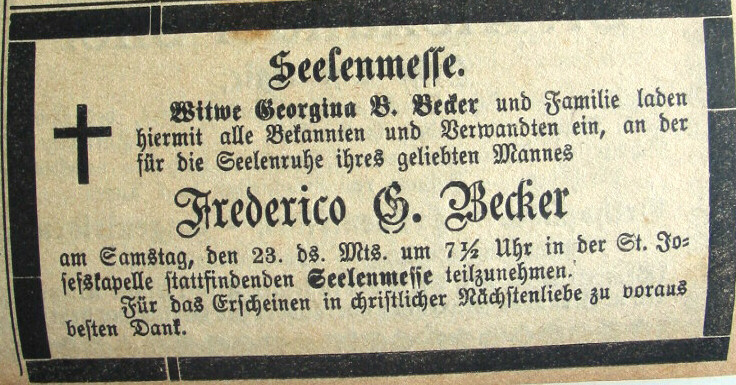 Seelenmesse.
Witwe Georgina B. Becker und Familie laden
hiermit alle Bekannten und Verwandten ein, an der
für die Seelenruhe ihres geliebten Mannes
Frederico G. Becker
am Samstag, den 23. ds. Mts. um 7½ Uhr in der St. Jo-
sefskapelle stattfindenden Seelenmesse teilzunehmen.
Für das Erscheinen in christlicher Nächstenliebe zu voraus
besten Dank.